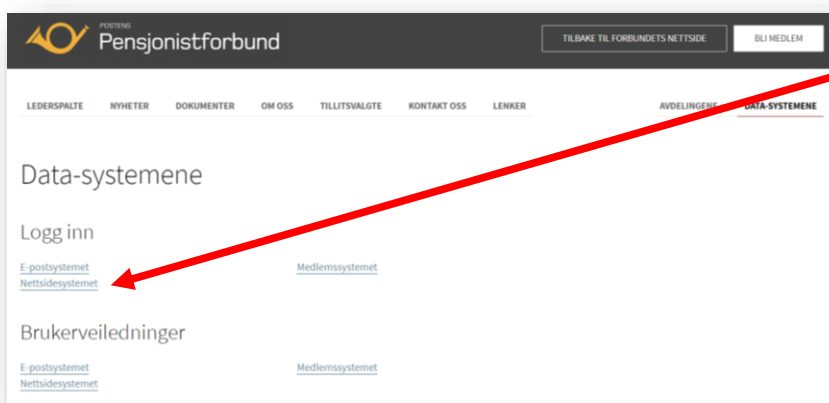 POSTENS
Pensjonistforbund
TILBAKE TIL FORBUNDETS NETTSIDE
BLI MEDLEM
LEDERSPALTE NYHETER DOKUMENTER OM OSS TILLITSVALGTE KONTAKT OSS LENKER AVDELINGENE DATA-SYSTEMENE
Data-systemene
Logg inn
E-postsystemet Medlemssystemet
Nettsidesystemet
Brukerveiledninger
E-postsystemet Medlemssystemet
Nettsidesystemet